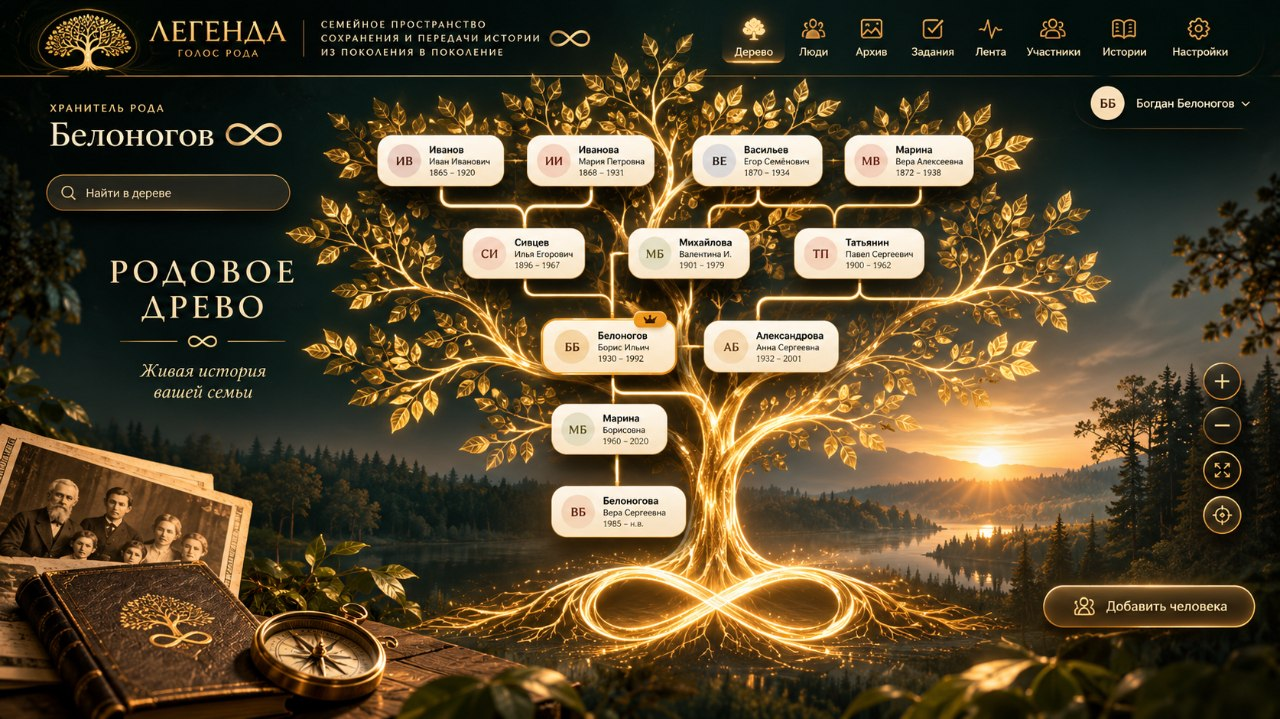 ЛЕГЕНДА
ГОЛОС РОДА
СЕМЕЙНОЕ ПРОСТРАНСТВО
СОХРАНЕНИЯ И ПЕРЕДАЧИ ИСТОРИИ
ИЗ ПОКОЛЕНИЯ В ПОКОЛЕНИЕ
Дерево
Люди
Архив
Задания
Лента
Участники
Истории
Настройки
ББ
Богдан Белоногов
ХРАНИТЕЛЬ РОДА
Белоногов
Найти в дереве
РОДОВОЕ
ДРЕВО
Живая история
вашей семьи
ИВ
Иванов
Иван Иванович
1865 – 1920
ИИ
Иванова
Мария Петровна
1868 – 1931
ВЕ
Васильев
Егор Семёнович
1870 – 1934
МВ
Марина
Вера Алексеевна
1872 – 1938
СИ
Сивцев
Илья Егорович
1896 – 1967
МБ
Михайлова
Валентина И.
1901 – 1979
ТП
Татьянин
Павел Сергеевич
1900 – 1962
ББ
Белоногов
Борис Ильич
1930 – 1992
АБ
Александрова
Анна Сергеевна
1932 – 2001
МБ
Марина
Борисовна
1960 – 2020
ВБ
Белоногова
Вера Сергеевна
1985 – н.в.
Добавить человека